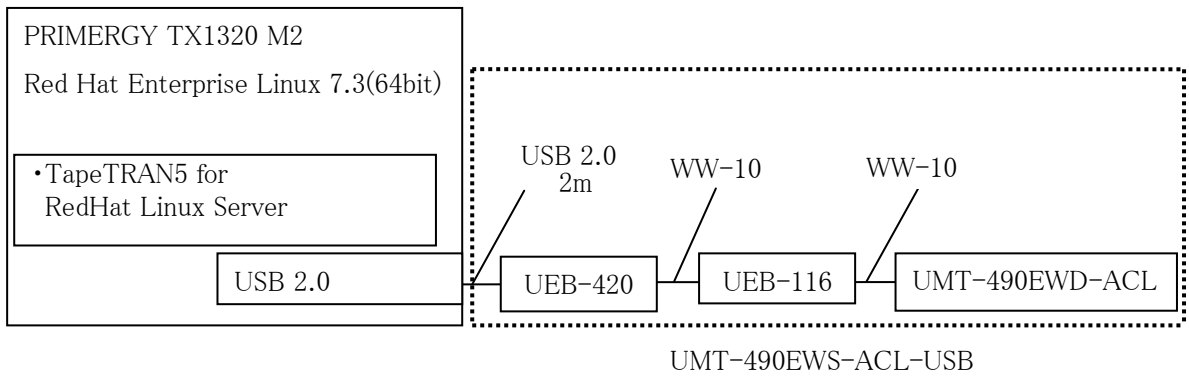 PRIMERGY TX1320 M2
Red Hat Enterprise Linux 7.3(64bit)
・TapeTRAN5 for
RedHat Linux Server
USB 2.0
USB 2.0
2m
WW-10
WW-10
UEB-420
UEB-116
UMT-490EWD-ACL
UMT-490EWS-ACL-USB